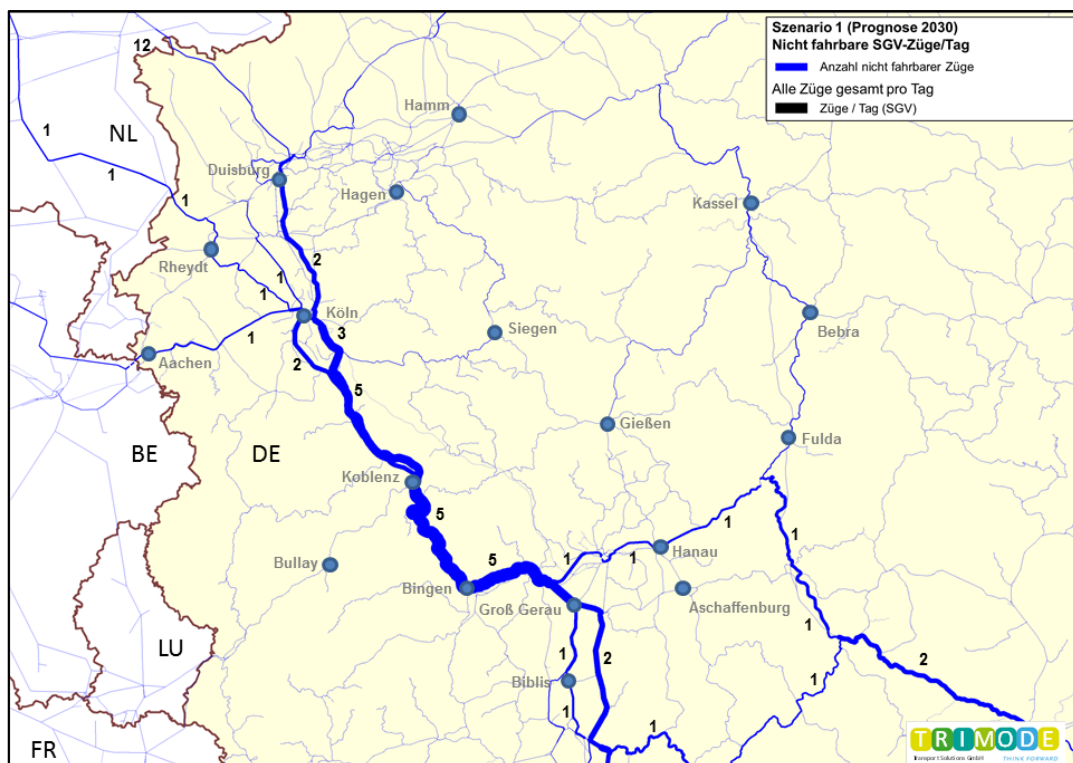 Szenario 1 (Prognose 2030)
Nicht fahrbare SGV-Züge/Tag
Anzahl nicht fahrbarer Züge
Alle Züge gesamt pro Tag
Züge / Tag (SGV)
12
Hamm
1
NL
Duisburg
1
Hagen
1
Kassel
Rheydt
2
1
1
Köln
Bebra
1
3
Siegen
Aachen
2
5
Gießen
Fulda
BE
DE
Koblenz
5
1
1
Hanau
5
1
1
Bullay
Bingen
Aschaffenburg
Groß Gerau
1
LU
1
2
2
Biblis
1
1
1
FR
TRIMODE
Transport Solutions GmbH
THINK FORWARD